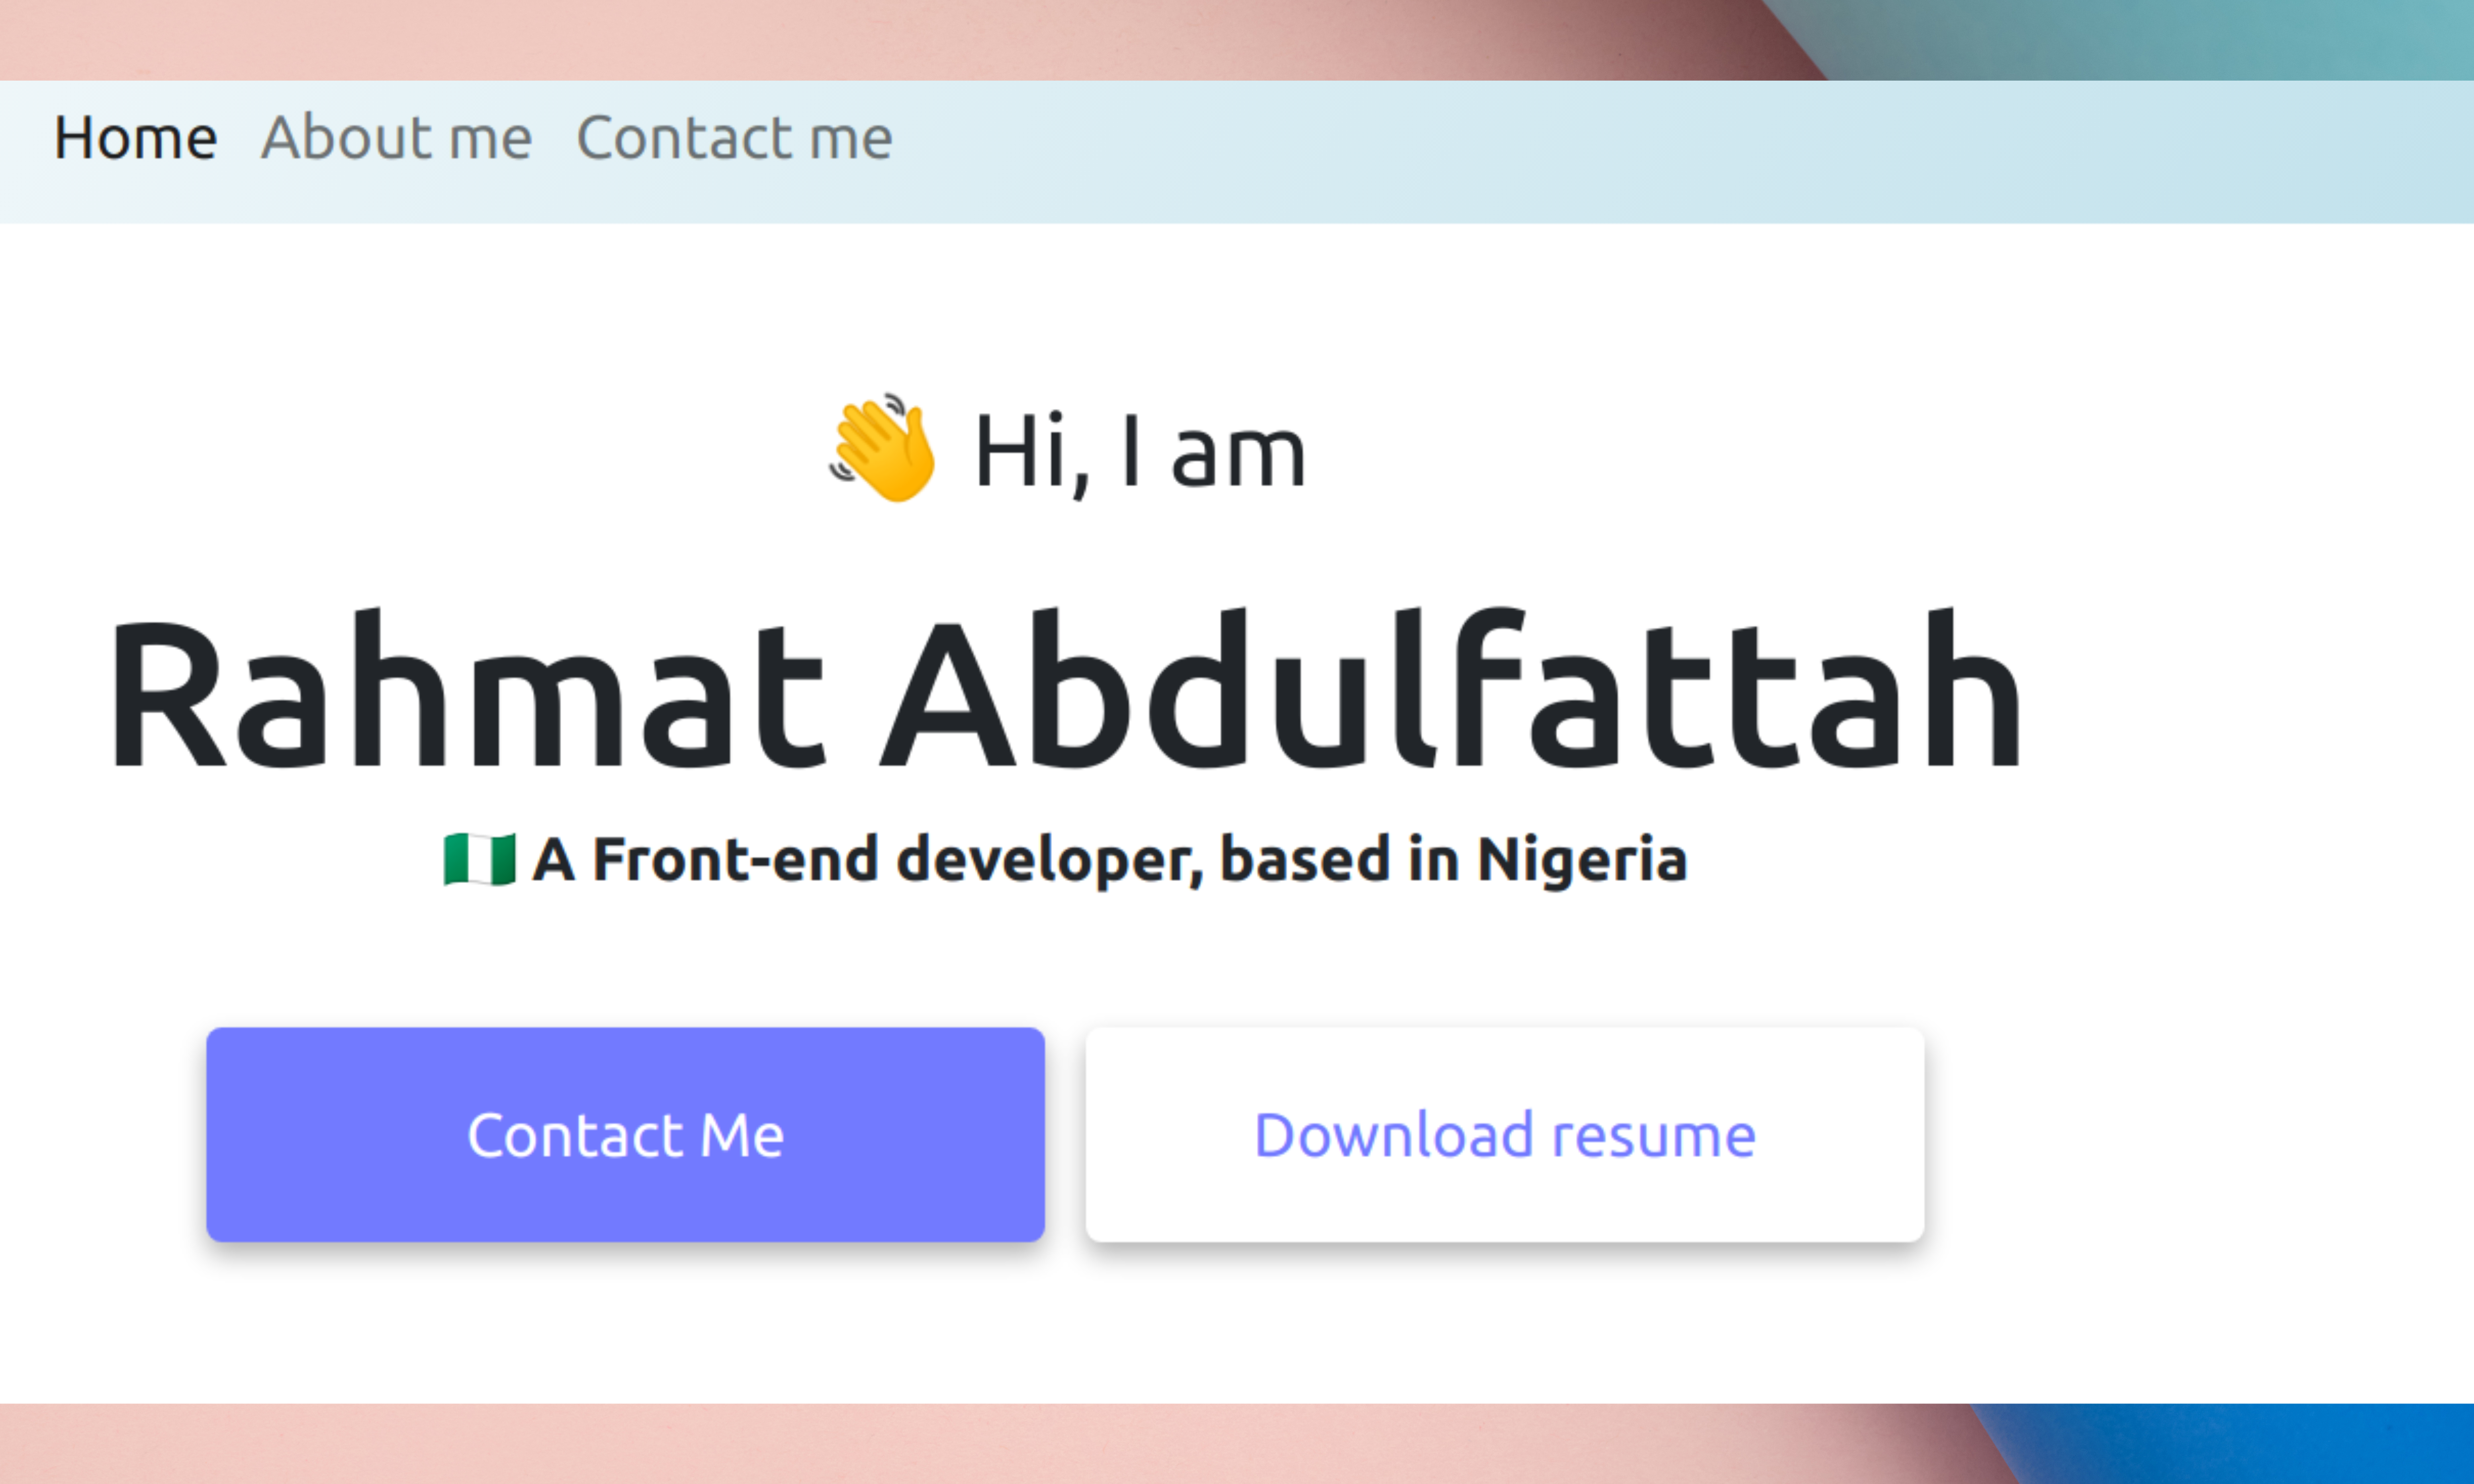 Home About me Contact me
👋 Hi, I am
Rahmat Abdulfattah
🇳🇬 A Front-end developer, based in Nigeria
Contact Me Download resume